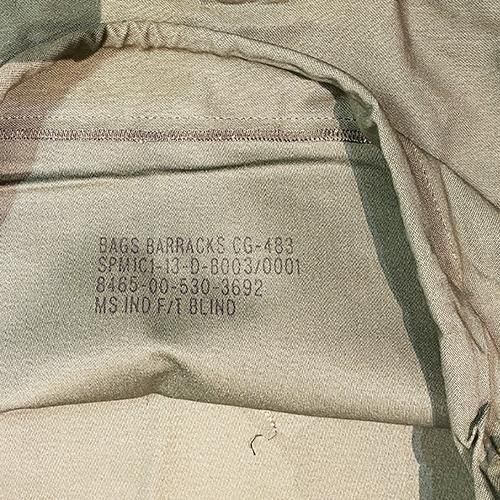 BAGS BARRACKS CG-483
SPM1C1-13-D-B003/0001
8465-00-530-3692
MS IND F/T BLIND